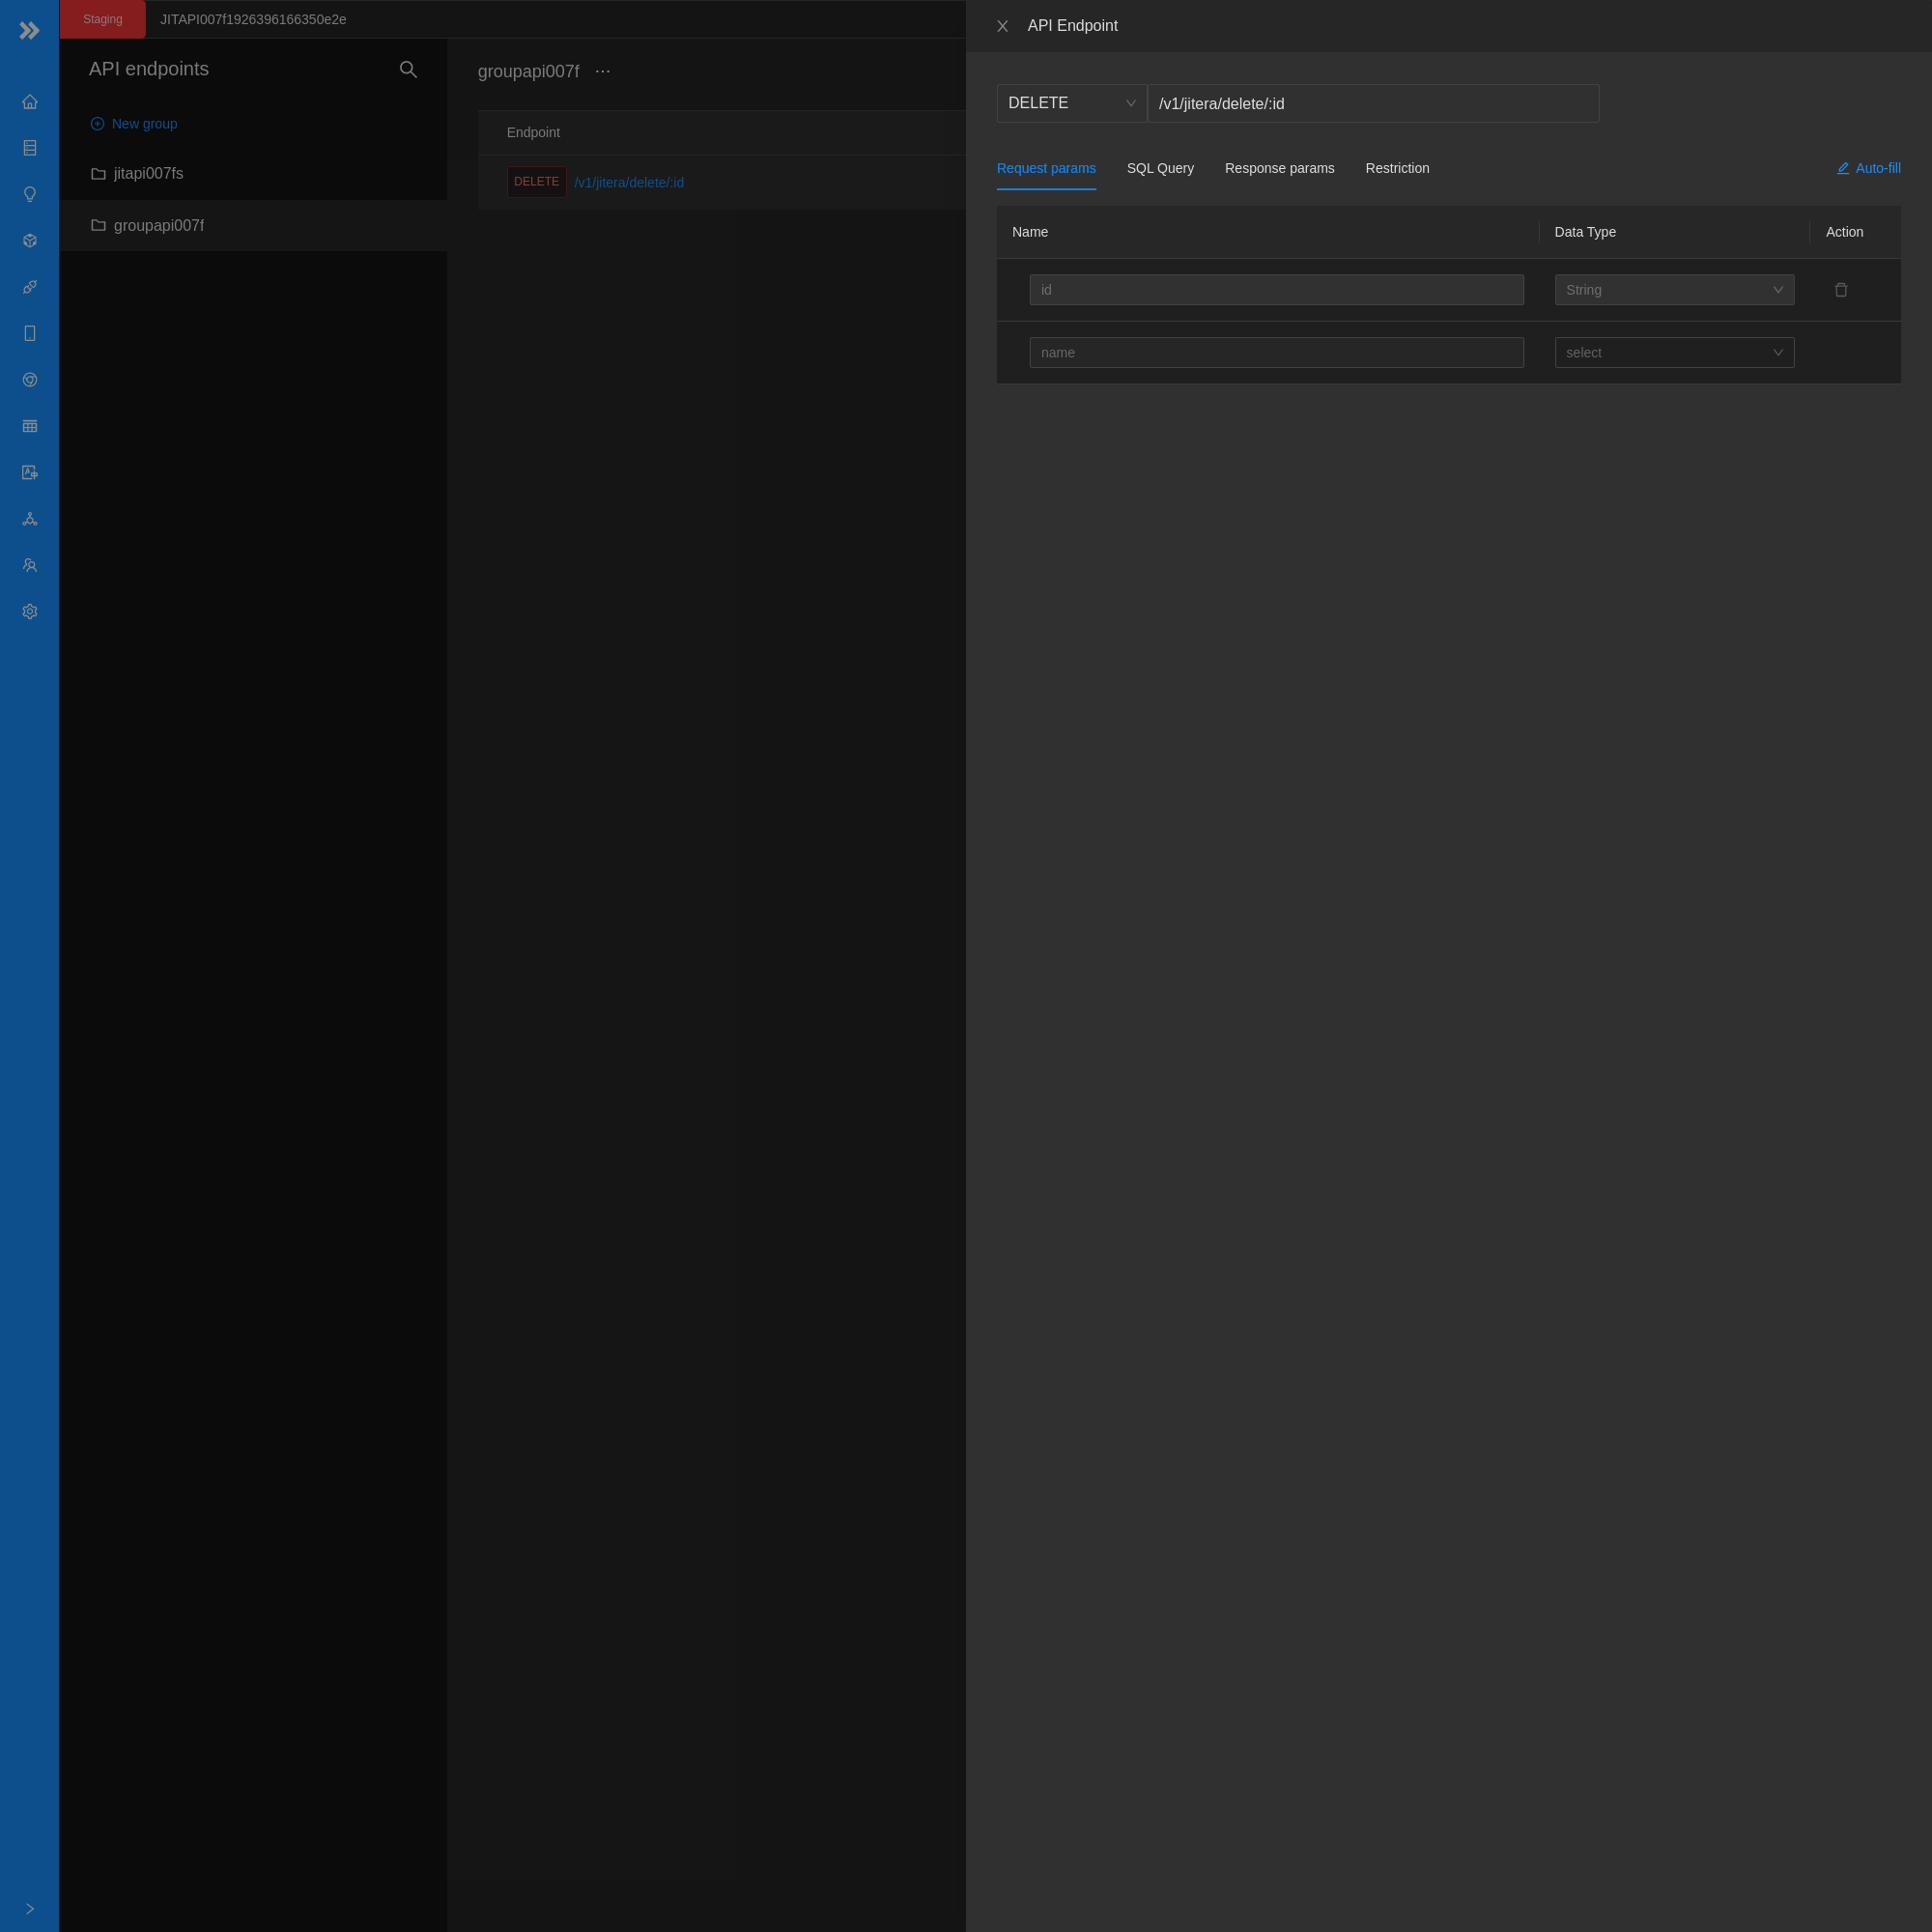 Staging JITAPI007f1926396166350e2e
API endpoints
New group
jitapi007fs
groupapi007f
groupapi007f ...
Endpoint
DELETE /v1/jitera/delete/:id
API Endpoint
DELETE /v1/jitera/delete/:id
Request params SQL Query Response params Restriction Auto-fill
Name Data Type Action
id String
name select